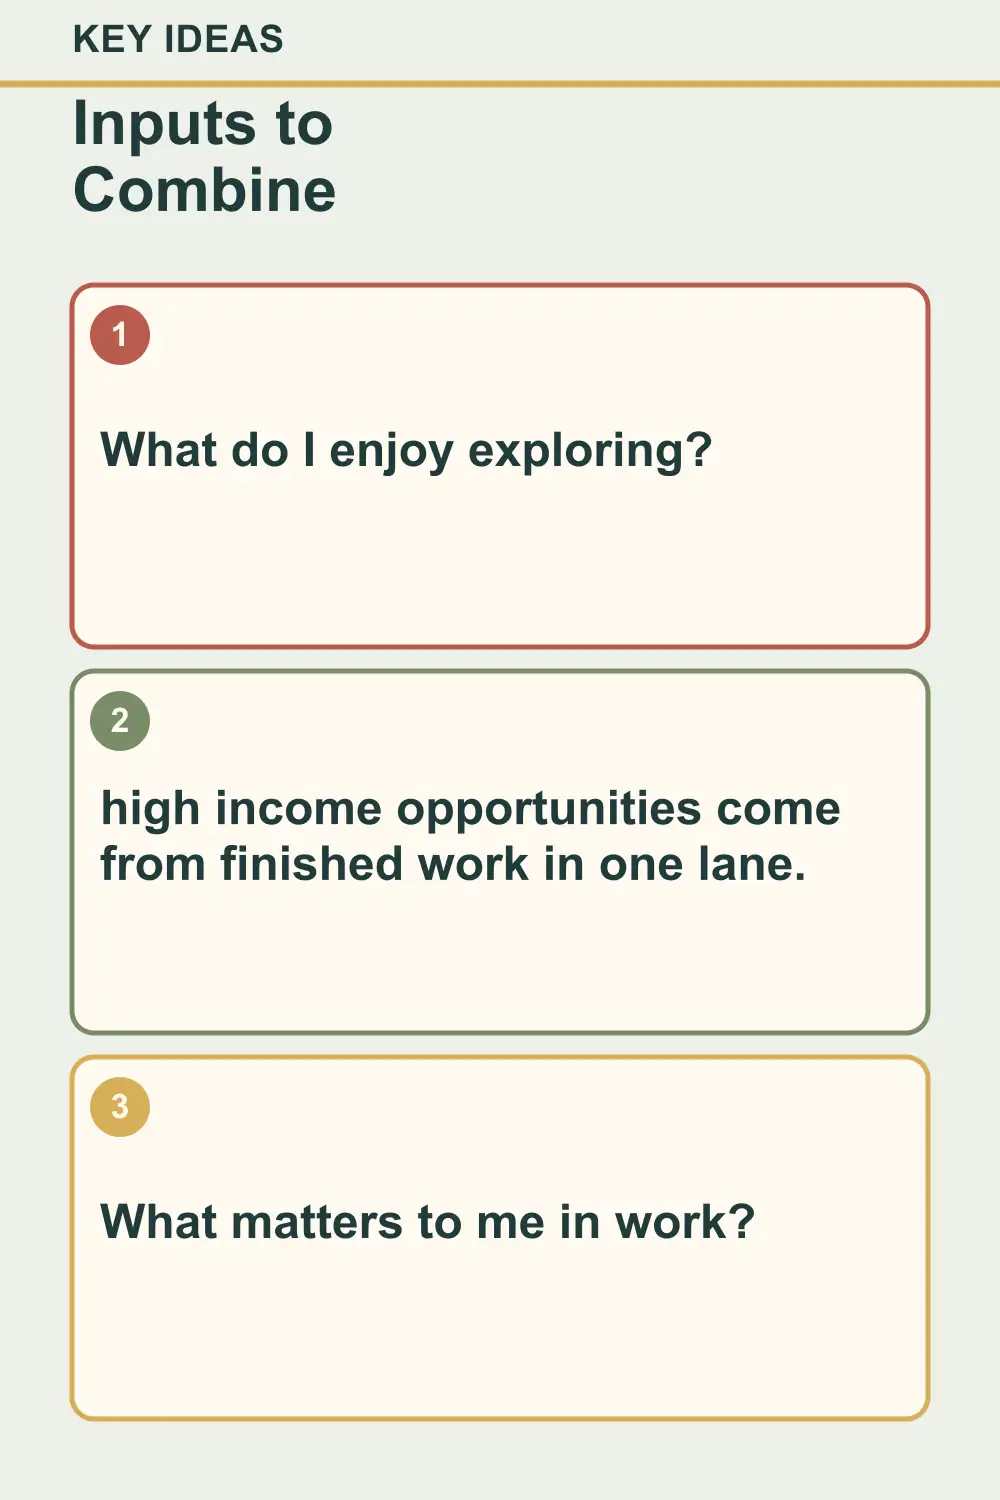 KEY IDEAS
Inputs to
Combine
1
What do I enjoy exploring?
2
high income opportunities come
from finished work in one lane.
3
What matters to me in work?